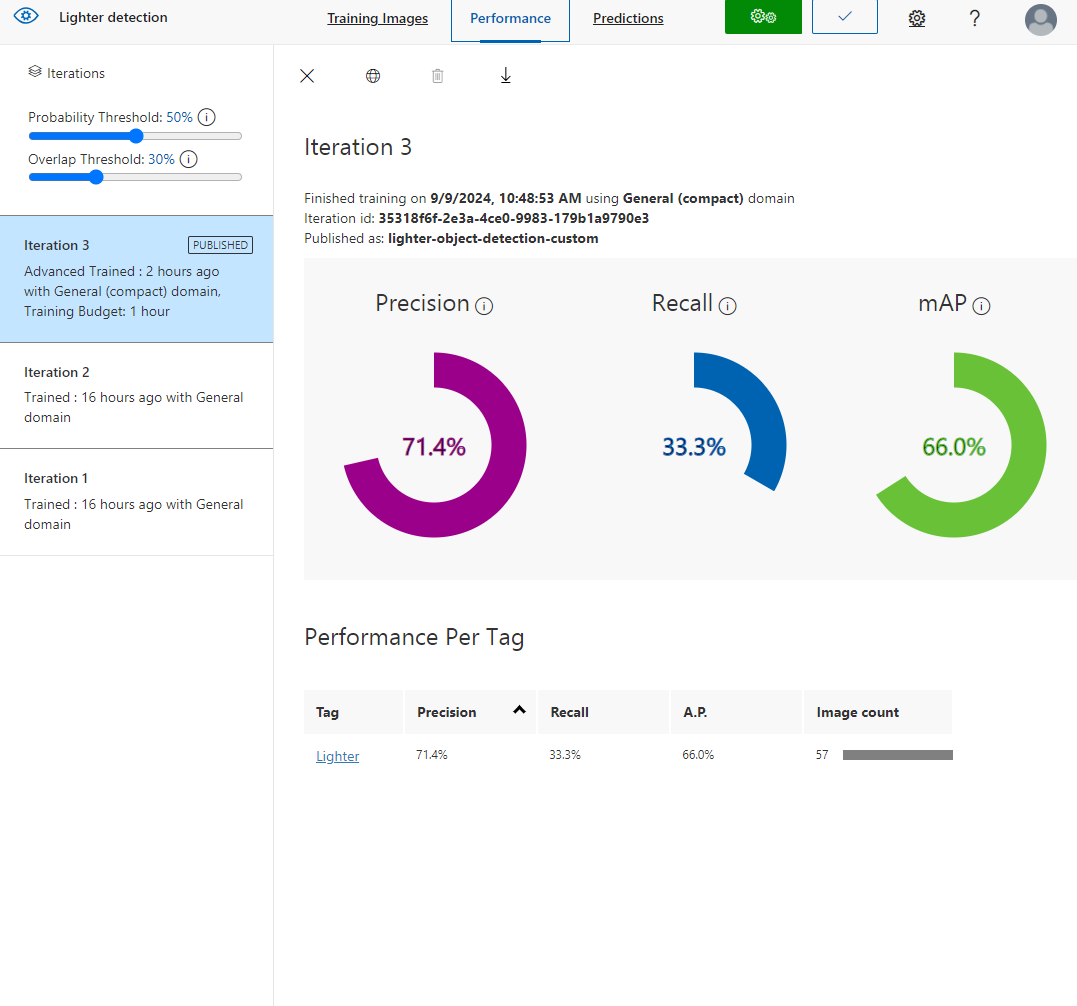 Lighter detection
Training Images
Performance
Predictions
?
Iterations
Probability Threshold: 50% i
Overlap Threshold: 30% i
Iteration 3
PUBLISHED
Advanced Trained : 2 hours ago
with General (compact) domain,
Training Budget: 1 hour
Iteration 2
Trained : 16 hours ago with General
domain
Iteration 1
Trained : 16 hours ago with General
domain
Iteration 3
Finished training on 9/9/2024, 10:48:53 AM using General (compact) domain
Iteration id: 35318f6f-2e3a-4ce0-9983-179b1a9790e3
Published as: lighter-object-detection-custom
Precision i
Recall i
mAP i
71.4%
33.3%
66.0%
Performance Per Tag
Tag Precision Recall A.P. Image count
Lighter 71.4% 33.3% 66.0% 57